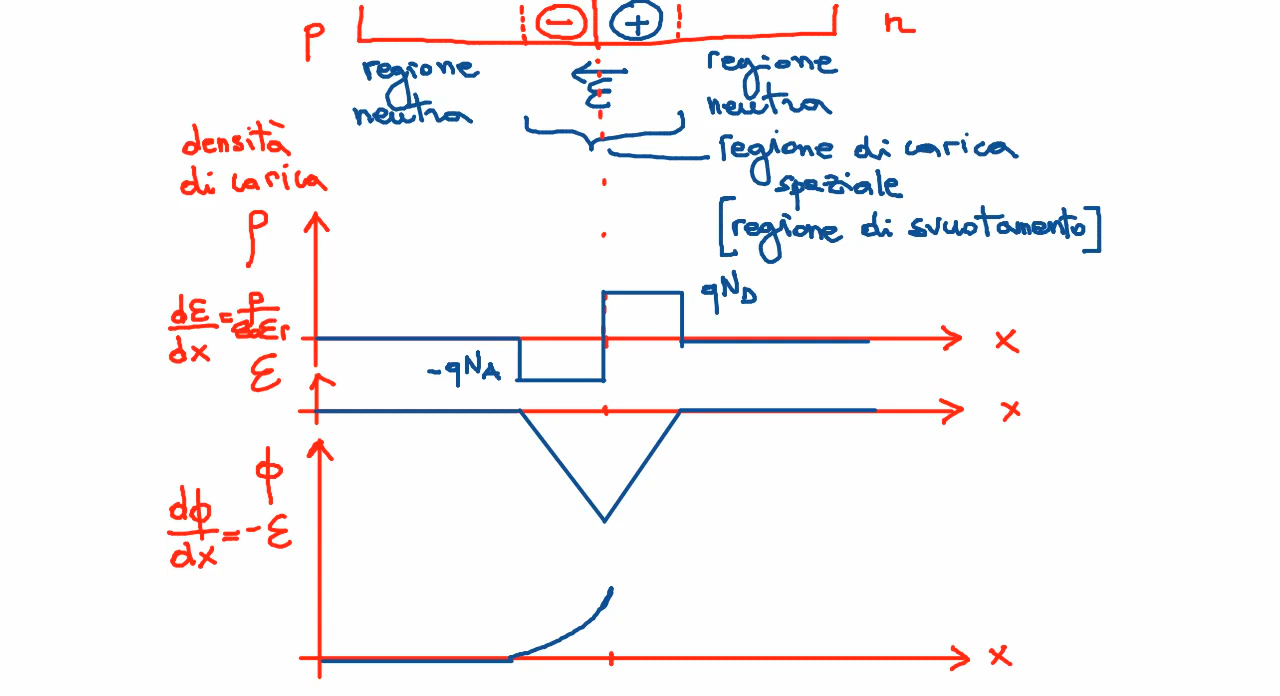 p − + n
regione
neutra
ℰ
regione
neutra
densità
di carica
regione di carica
spaziale
[regione di svuotamento]
ρ
qN_D
dℰ/dx = ρ/ε₀εr
-qN_A
x
ℰ
x
ϕ
dϕ/dx = -ℰ
x